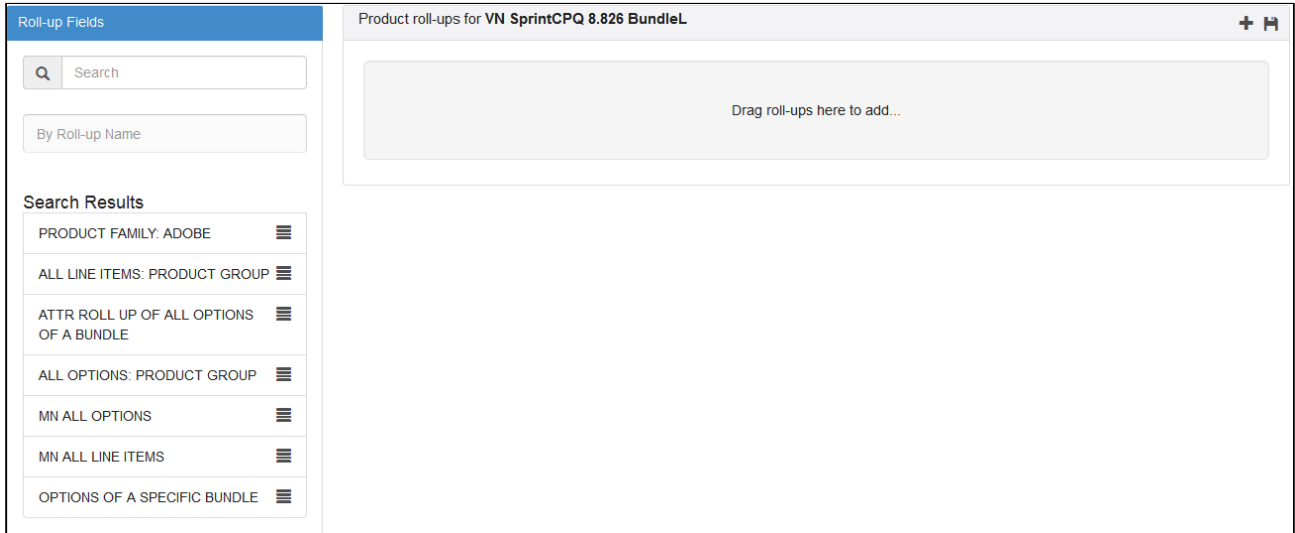 Roll-up Fields
Search
By Roll-up Name
Search Results
PRODUCT FAMILY: ADOBE
ALL LINE ITEMS: PRODUCT GROUP
ATTR ROLL UP OF ALL OPTIONS
OF A BUNDLE
ALL OPTIONS: PRODUCT GROUP
MN ALL OPTIONS
MN ALL LINE ITEMS
OPTIONS OF A SPECIFIC BUNDLE
Product roll-ups for VN SprintCPQ 8.826 BundleL
Drag roll-ups here to add...